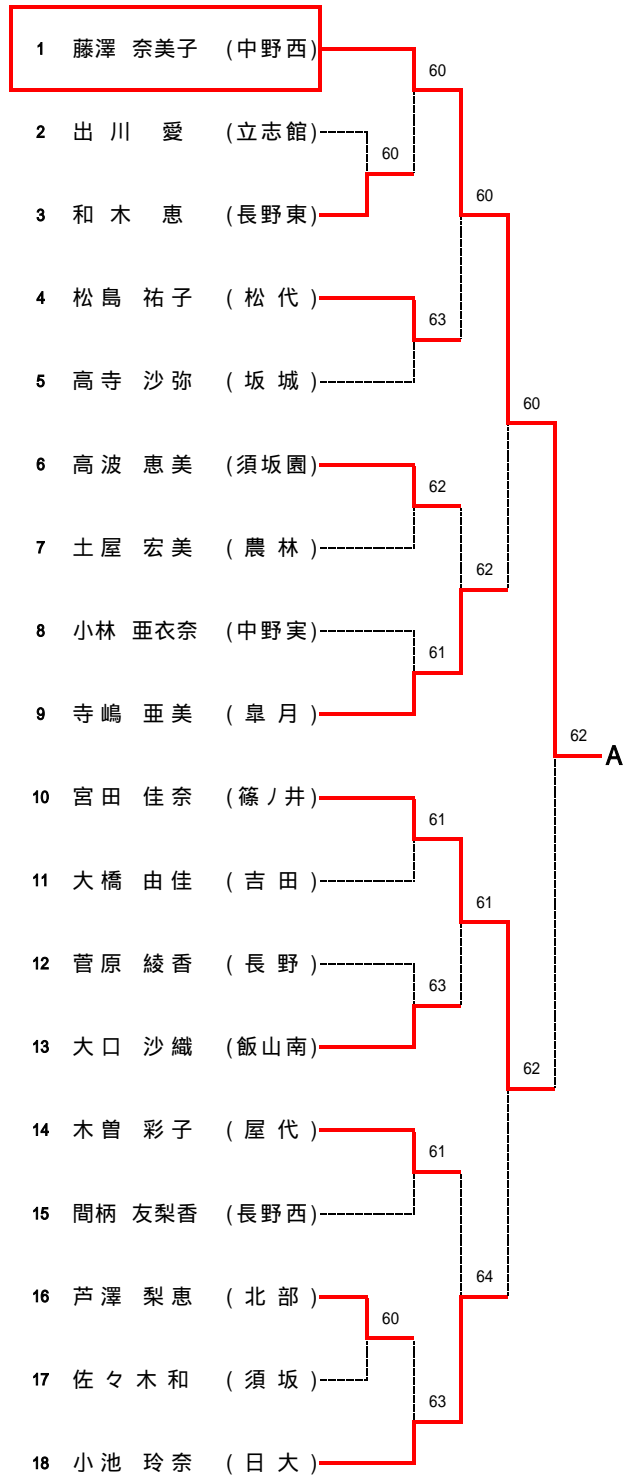 1 藤澤 奈美子 (中野西)
60
2 出川 愛 (立志館)
60
60
3 和木 恵 (長野東)
4 松島 祐子 (松代)
63
5 高寺 沙弥 (坂城)
60
6 高波 恵美 (須坂園)
62
7 土屋 宏美 (農林)
62
8 小林 亜衣奈 (中野実)
61
9 寺嶋 亜美 (皐月)
62
A
10 宮田 佳奈 (篠ノ井)
61
11 大橋 由佳 (吉田)
61
12 菅原 綾香 (長野)
63
13 大口 沙織 (飯山南)
62
14 木曽 彩子 (屋代)
61
15 間柄 友梨香 (長野西)
64
16 芦澤 梨恵 (北部)
60
17 佐々木和 (須坂)
63
18 小池 玲奈 (日大)